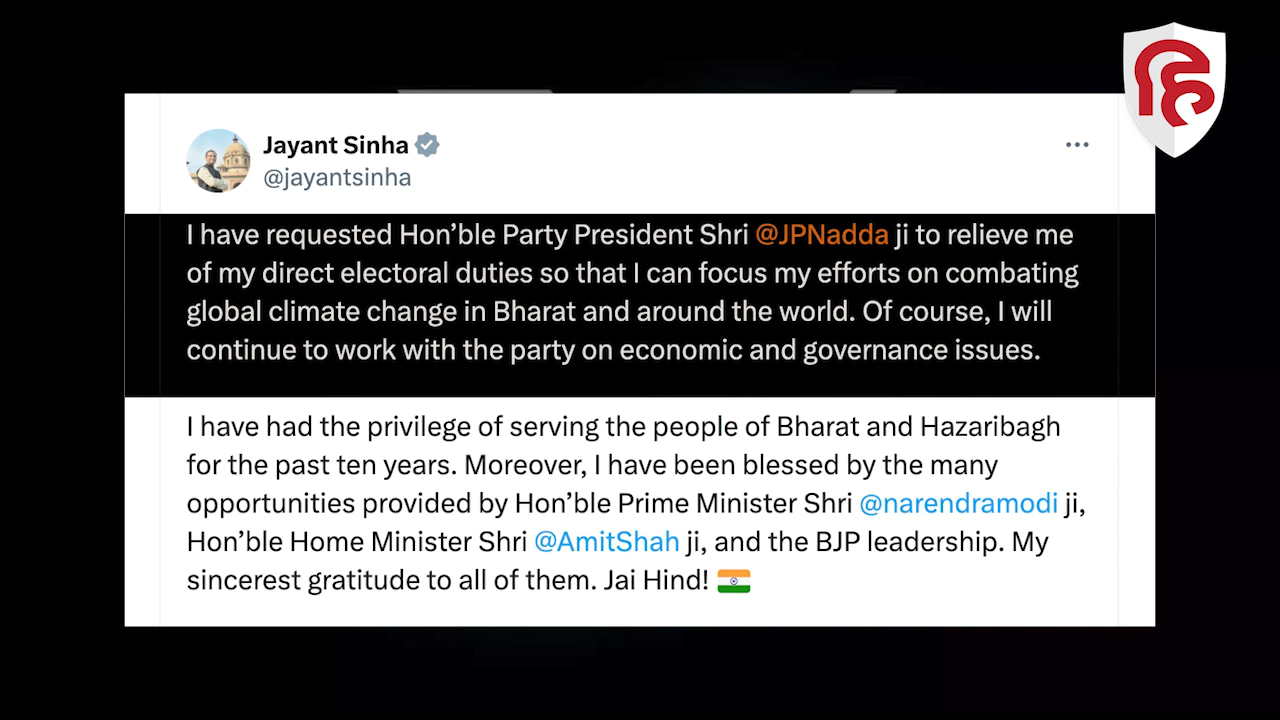 Jayant Sinha
@jayantsinha
I have requested Hon’ble Party President Shri @JPNadda ji to relieve me
of my direct electoral duties so that I can focus my efforts on combating
global climate change in Bharat and around the world. Of course, I will
continue to work with the party on economic and governance issues.
I have had the privilege of serving the people of Bharat and Hazaribagh
for the past ten years. Moreover, I have been blessed by the many
opportunities provided by Hon’ble Prime Minister Shri @narendramodi ji,
Hon’ble Home Minister Shri @AmitShah ji, and the BJP leadership. My
sincerest gratitude to all of them. Jai Hind!